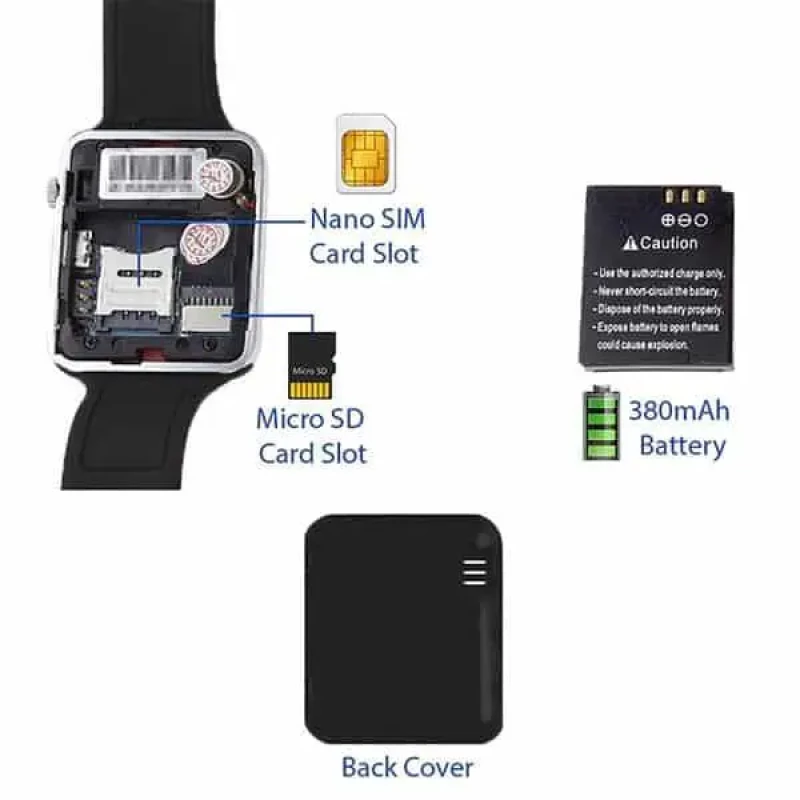 Nano SIM
Card Slot
Micro SD
Micro SD
Card Slot
⚠Caution
- Use the authorized charge only.
- Never short-circuit the battery.
- Dispose of the battery properly.
- Expose battery to open flames
could cause explosion.
380mAh
Battery
Back Cover